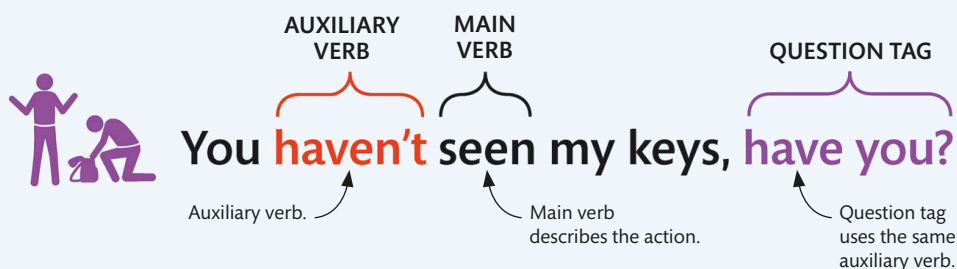 AUXILIARY
VERB
MAIN
VERB
QUESTION TAG
You haven't seen my keys, have you?
Auxiliary verb.
Main verb
describes the action.
Question tag
uses the same
auxiliary verb.